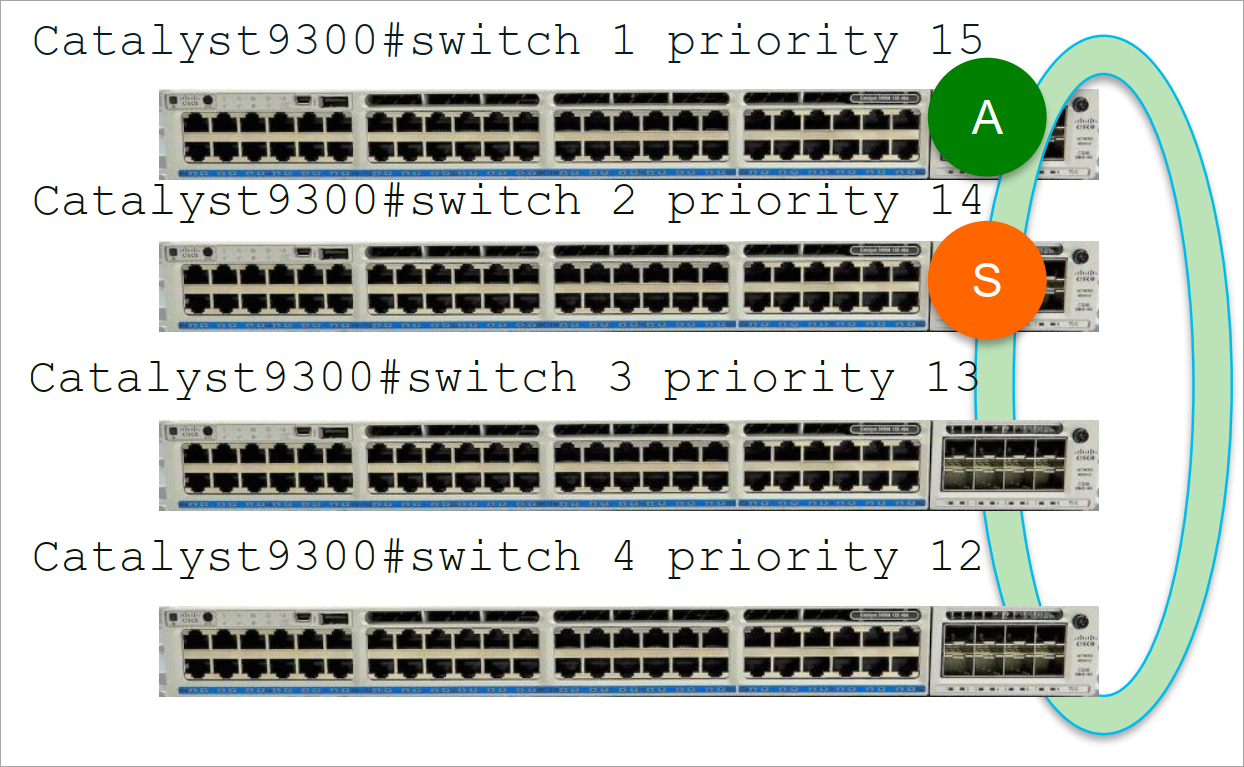 Catalyst9300#switch 1 priority 15
A
Catalyst9300#switch 2 priority 14
S
Catalyst9300#switch 3 priority 13
Catalyst9300#switch 4 priority 12